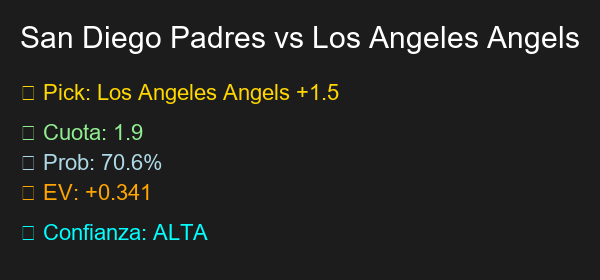 San Diego Padres vs Los Angeles Angels
Pick: Los Angeles Angels +1.5
Cuota: 1.9
Prob: 70.6%
EV: +0.341
Confianza: ALTA